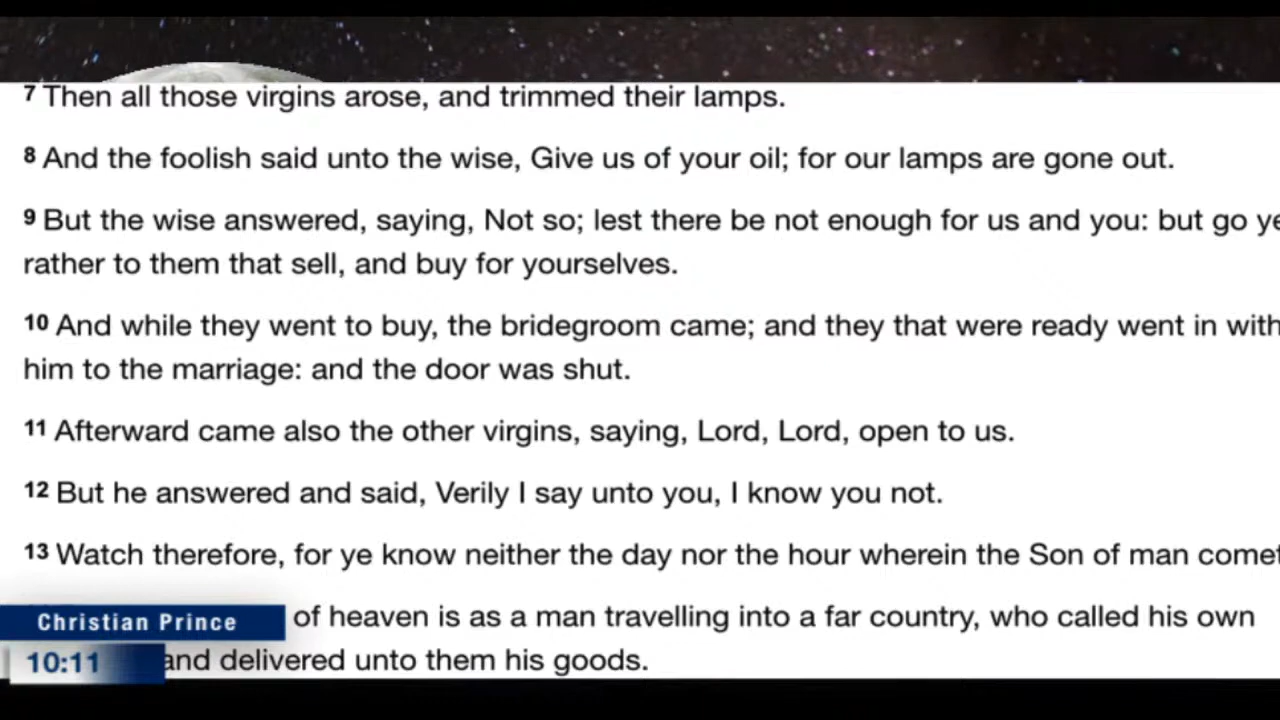 7 Then all those virgins arose, and trimmed their lamps.
8 And the foolish said unto the wise, Give us of your oil; for our lamps are gone out.
9 But the wise answered, saying, Not so; lest there be not enough for us and you: but go ye
rather to them that sell, and buy for yourselves.
10 And while they went to buy, the bridegroom came; and they that were ready went in with
him to the marriage: and the door was shut.
11 Afterward came also the other virgins, saying, Lord, Lord, open to us.
12 But he answered and said, Verily I say unto you, I know you not.
13 Watch therefore, for ye know neither the day nor the hour wherein the Son of man comet
of heaven is as a man travelling into a far country, who called his own
and delivered unto them his goods.
Christian Prince
10:11